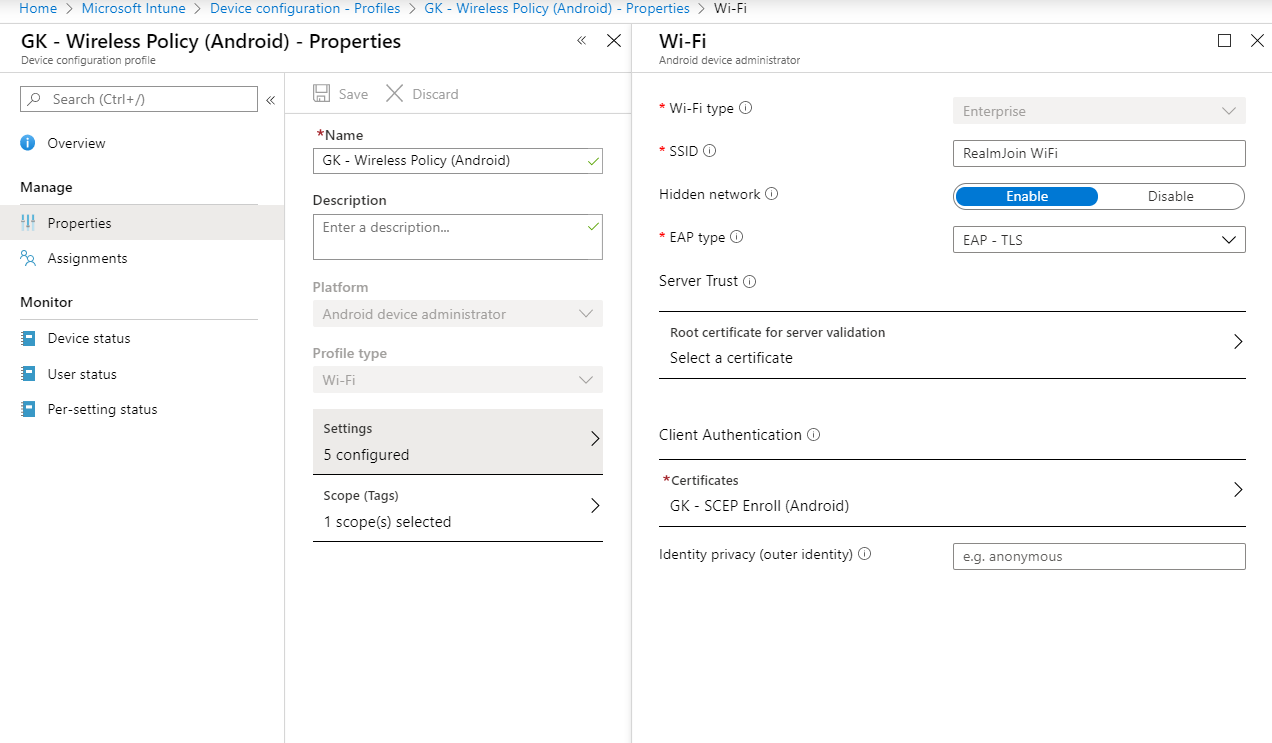 Home > Microsoft Intune > Device configuration - Profiles > GK - Wireless Policy (Android) - Properties > Wi-Fi
GK - Wireless Policy (Android) - Properties
Device configuration profile
Search (Ctrl+/)
Overview
Manage
Properties
Assignments
Monitor
Device status
User status
Per-setting status
Save
Discard
*Name
GK - Wireless Policy (Android)
Description
Enter a description...
Platform
Android device administrator
Profile type
Wi-Fi
Settings
5 configured
Scope (Tags)
1 scope(s) selected
Wi-Fi
Android device administrator
* Wi-Fi type
Enterprise
* SSID
RealmJoin WiFi
Hidden network
Enable
Disable
* EAP type
EAP - TLS
Server Trust
Root certificate for server validation
Select a certificate
Client Authentication
*Certificates
GK - SCEP Enroll (Android)
Identity privacy (outer identity)
e.g. anonymous